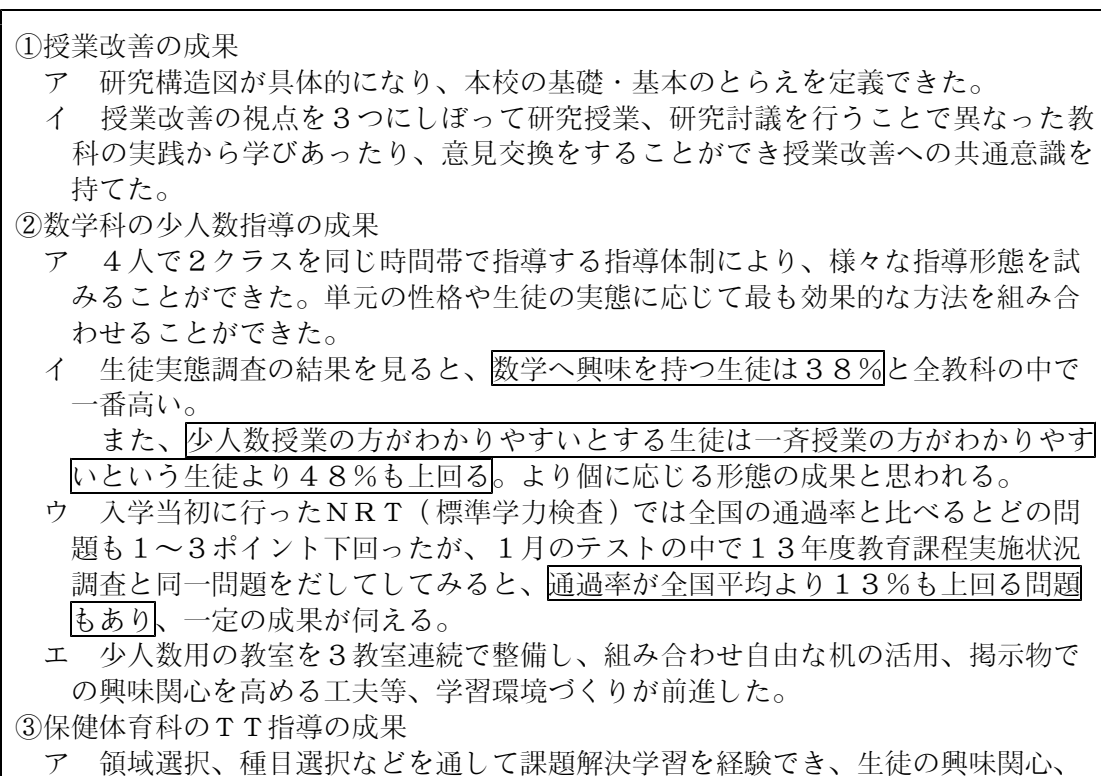 ①授業改善の成果
ア　研究構造図が具体的になり、本校の基礎・基本のとらえを定義できた。
イ　授業改善の視点を３つにしぼって研究授業、研究討議を行うことで異なった教
科の実践から学びあったり、意見交換をすることができ授業改善への共通意識を
持てた。
②数学科の少人数指導の成果
ア　４人で２クラスを同じ時間帯で指導する指導体制により、様々な指導形態を試
みることができた。単元の性格や生徒の実態に応じて最も効果的な方法を組み合
わせることができた。
イ　生徒実態調査の結果を見ると、数学へ興味を持つ生徒は３８％と全教科の中で
一番高い。
また、少人数授業の方がわかりやすいとする生徒は一斉授業の方がわかりやす
いという生徒より４８％も上回る。より個に応じる形態の成果と思われる。
ウ　入学当初に行ったＮＲＴ（標準学力検査）では全国の通過率と比べるとどの問
題も１～３ポイント下回ったが、１月のテストの中で１３年度教育課程実施状況
調査と同一問題をだしてしてみると、通過率が全国平均より１３％も上回る問題
もあり、一定の成果が伺える。
エ　少人数用の教室を３教室連続で整備し、組み合わせ自由な机の活用、掲示物で
の興味関心を高める工夫等、学習環境づくりが前進した。
③保健体育科のＴＴ指導の成果
ア　領域選択、種目選択などを通して課題解決学習を経験でき、生徒の興味関心、